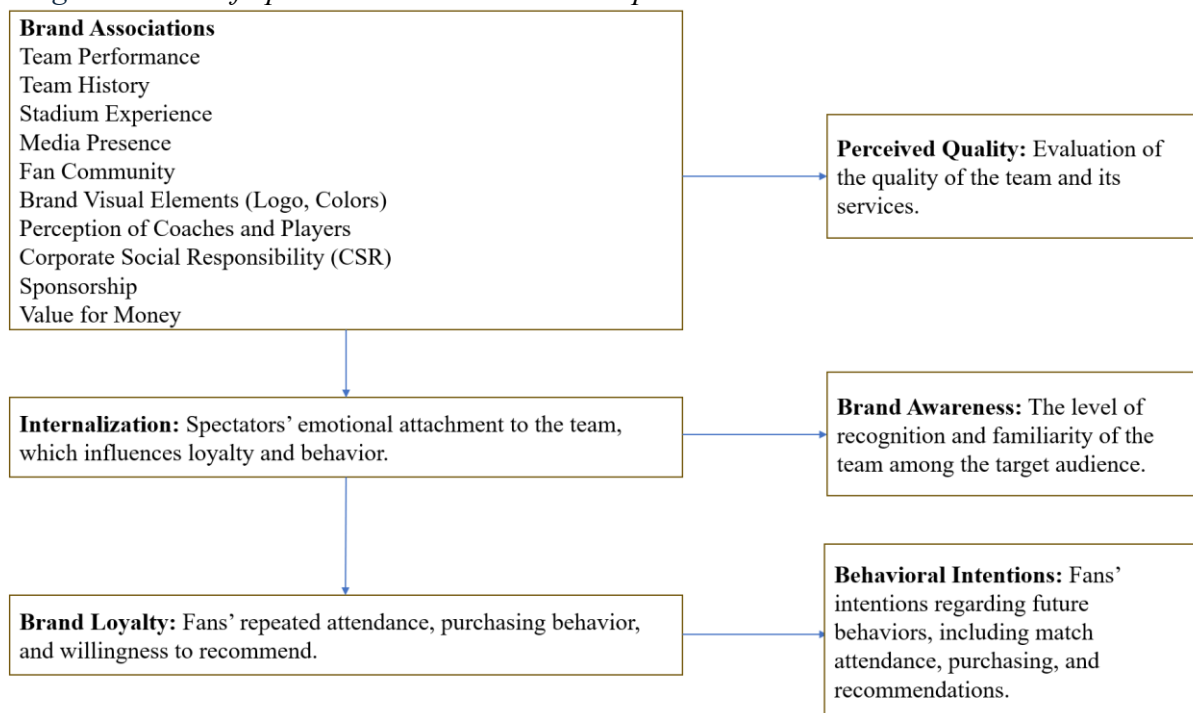 Brand Associations
Team Performance
Team History
Stadium Experience
Media Presence
Fan Community
Brand Visual Elements (Logo, Colors)
Perception of Coaches and Players
Corporate Social Responsibility (CSR)
Sponsorship
Value for Money
Perceived Quality: Evaluation of
the quality of the team and its
services.
Internalization: Spectators’ emotional attachment to the team,
which influences loyalty and behavior.
Brand Awareness: The level of
recognition and familiarity of the
team among the target audience.
Brand Loyalty: Fans’ repeated attendance, purchasing behavior,
and willingness to recommend.
Behavioral Intentions: Fans’
intentions regarding future
behaviors, including match
attendance, purchasing, and
recommendations.